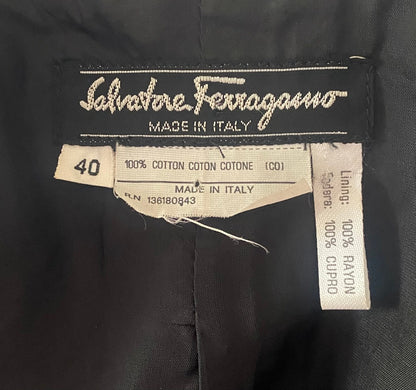 Salvatore Ferragamo
MADE IN ITALY
40
100% COTTON COTON COTONE (CO)
MADE IN ITALY
R.N 136180843
Lining: 100% RAYON
Fodera: 100% CUPRO